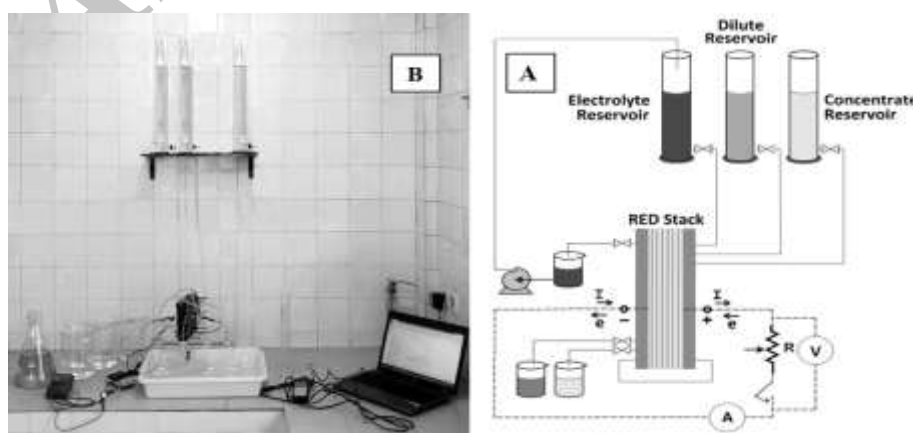 B
A
Dilute
Reservoir
Electrolyte
Reservoir
Concentrate
Reservoir
RED Stack
I
e
−
I
e
+
R
V
A